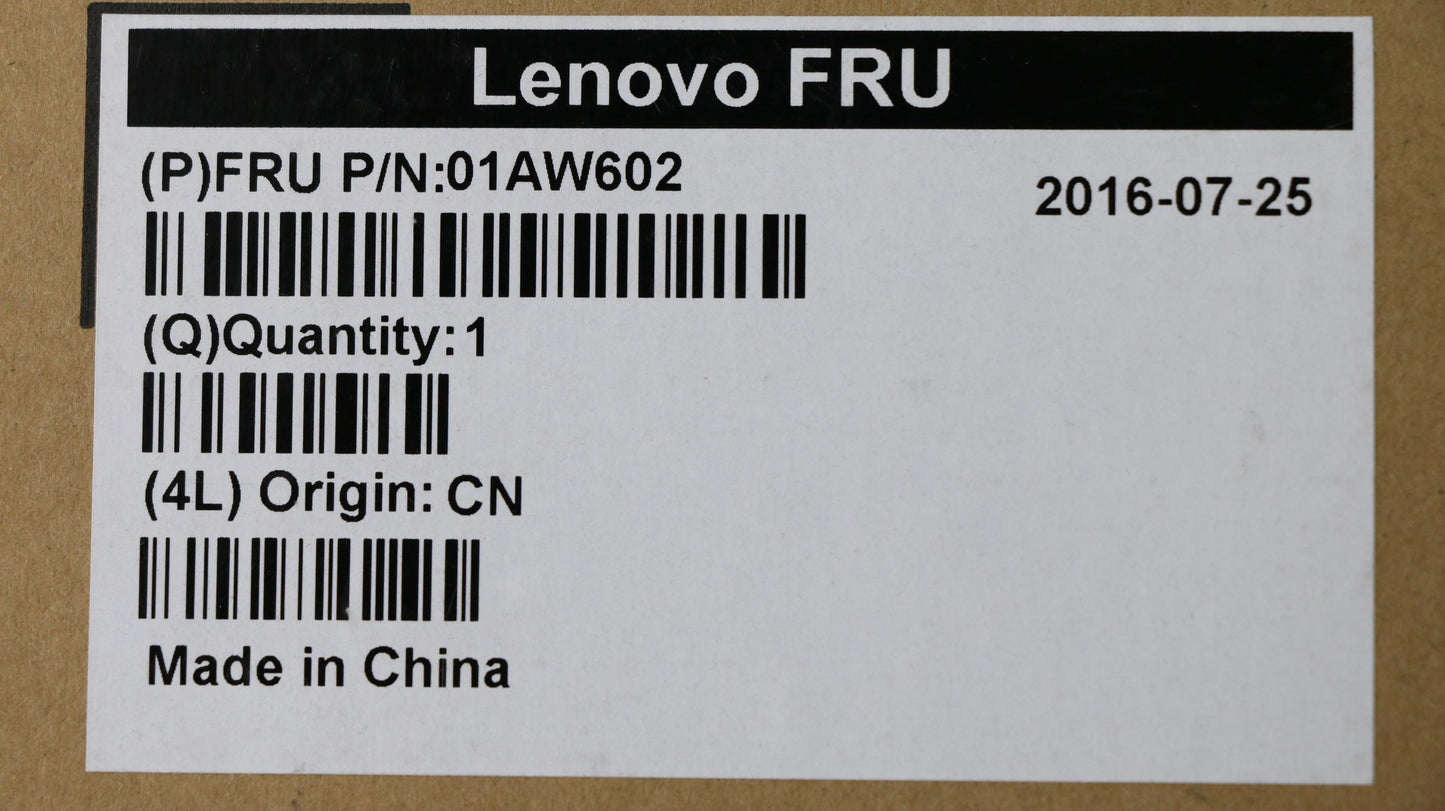 Lenovo FRU
(P)FRU P/N:01AW602
2016-07-25
(Q)Quantity:1
(4L) Origin: CN
Made in China